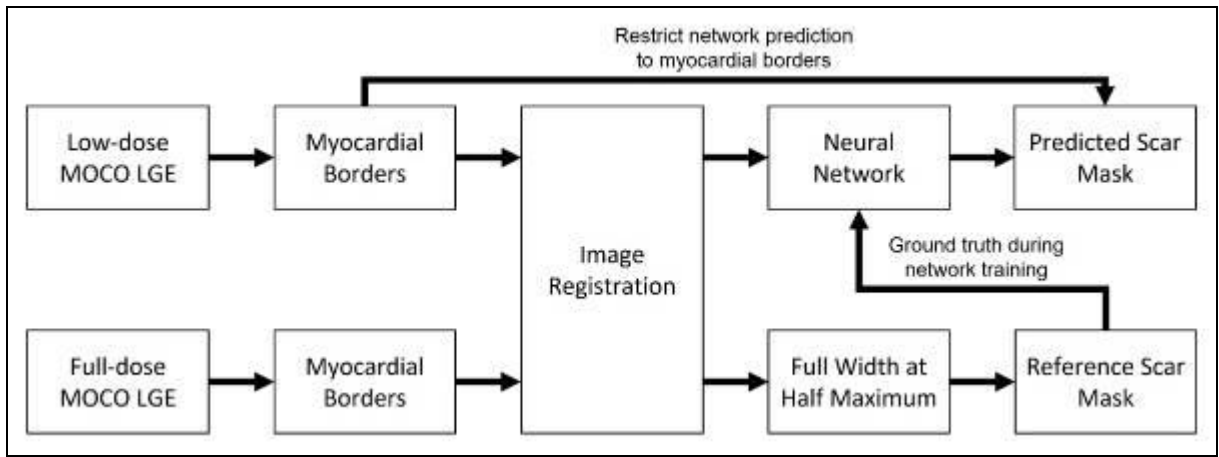 Restrict network prediction
to myocardial borders
Low-dose
MOCO LGE
Myocardial
Borders
Neural
Network
Predicted Scar
Mask
Image
Registration
Ground truth during
network training
Full-dose
MOCO LGE
Myocardial
Borders
Full Width at
Half Maximum
Reference Scar
Mask